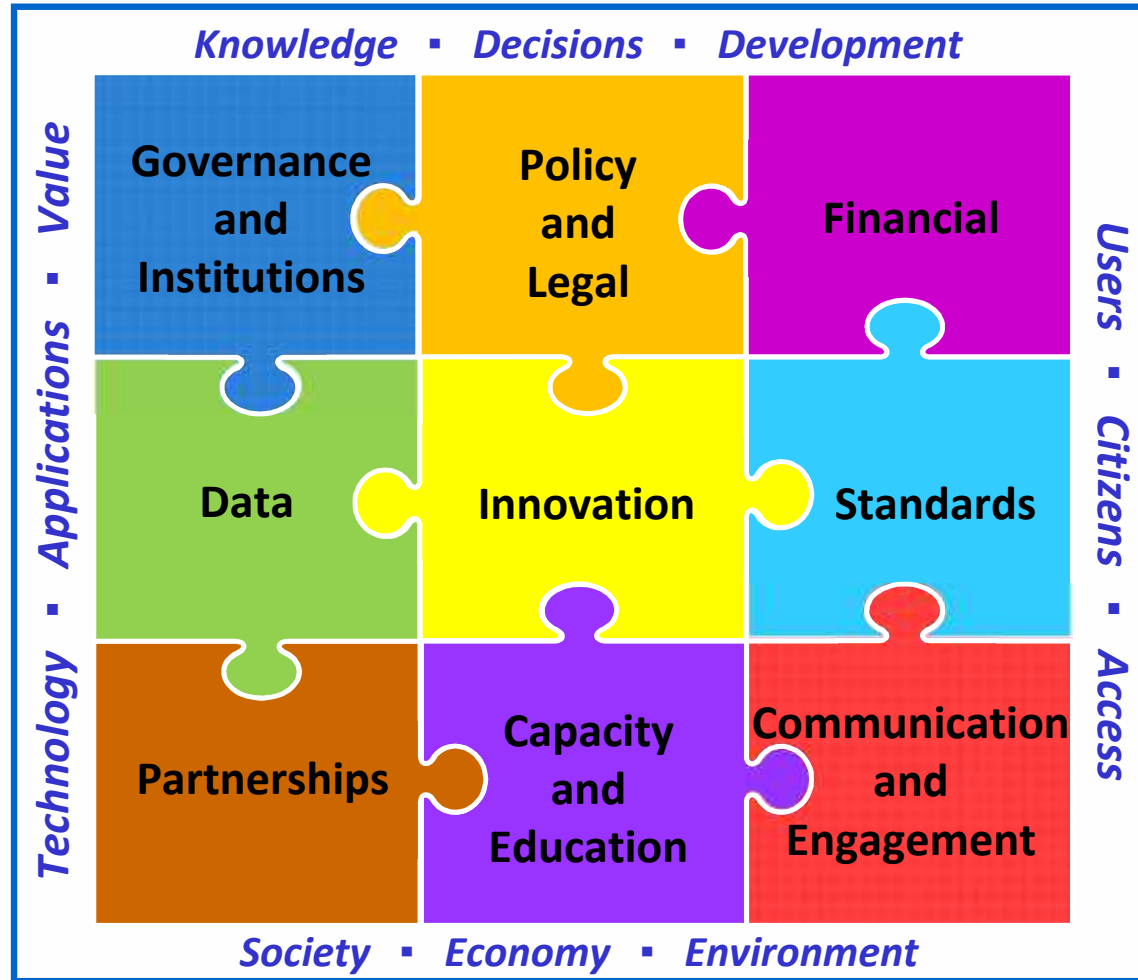 Knowledge ▪ Decisions ▪ Development
Technology ▪ Applications ▪ Value
Governance
and
Institutions
Policy
and
Legal
Financial
Data
Innovation
Standards
Partnerships
Capacity
and
Education
Communication
and
Engagement
Users ▪ Citizens ▪ Access
Society ▪ Economy ▪ Environment